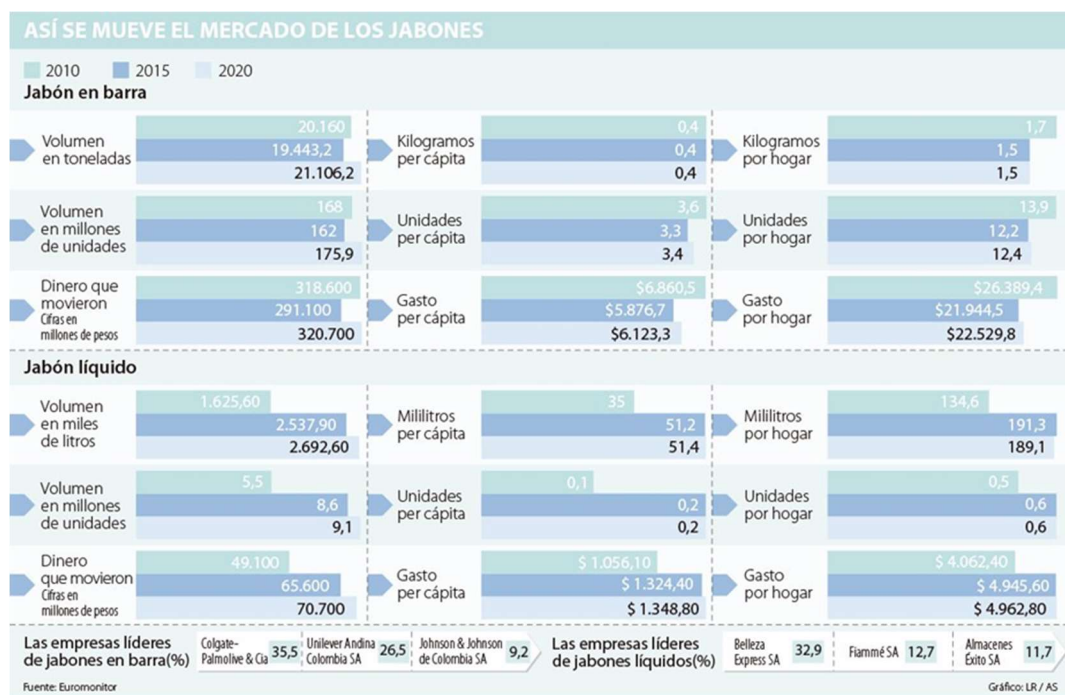 ASÍ SE MUEVE EL MERCADO DE LOS JABONES
2010 2015 2020
Jabón en barra
Volumen
en toneladas
20.160
19.443,2
21.106,2
Kilogramos
per cápita
0,4
0,4
0,4
Kilogramos
por hogar
1,7
1,5
1,5
Volumen
en millones
de unidades
168
162
175,9
Unidades
per cápita
3,6
3,3
3,4
Unidades
por hogar
13,9
12,2
12,4
Dinero que
movieron
Cifras en
millones de pesos
318.600
291.100
320.700
Gasto
per cápita
$6.860,5
$5.876,7
$6.123,3
Gasto
por hogar
$26.389,4
$21.944,5
$22.529,8
Jabón líquido
Volumen
en miles
de litros
1.625,60
2.537,90
2.692,60
Mililitros
per cápita
35
51,2
51,4
Mililitros
por hogar
134,6
191,3
189,1
Volumen
en millones
de unidades
5,5
8,6
9,1
Unidades
per cápita
0,1
0,2
0,2
Unidades
por hogar
0,5
0,6
0,6
Dinero
que movieron
Cifras en
millones de pesos
49.100
65.600
70.700
Gasto
per cápita
$ 1.056,10
$ 1.324,40
$ 1.348,80
Gasto
por hogar
$ 4.062,40
$ 4.945,60
$ 4.962,80
Las empresas líderes
de jabones en barra(%)
Colgate-
Palmolive & Cia
35,5
Unilever Andina
Colombia SA
26,5
Johnson & Johnson
de Colombia SA
9,2
Las empresas líderes
de jabones líquidos(%)
Belleza
Express SA
32,9
Fiammé SA
12,7
Almacenes
Éxito SA
11,7
Fuente: Euromonitor
Gráfico: LR / AS